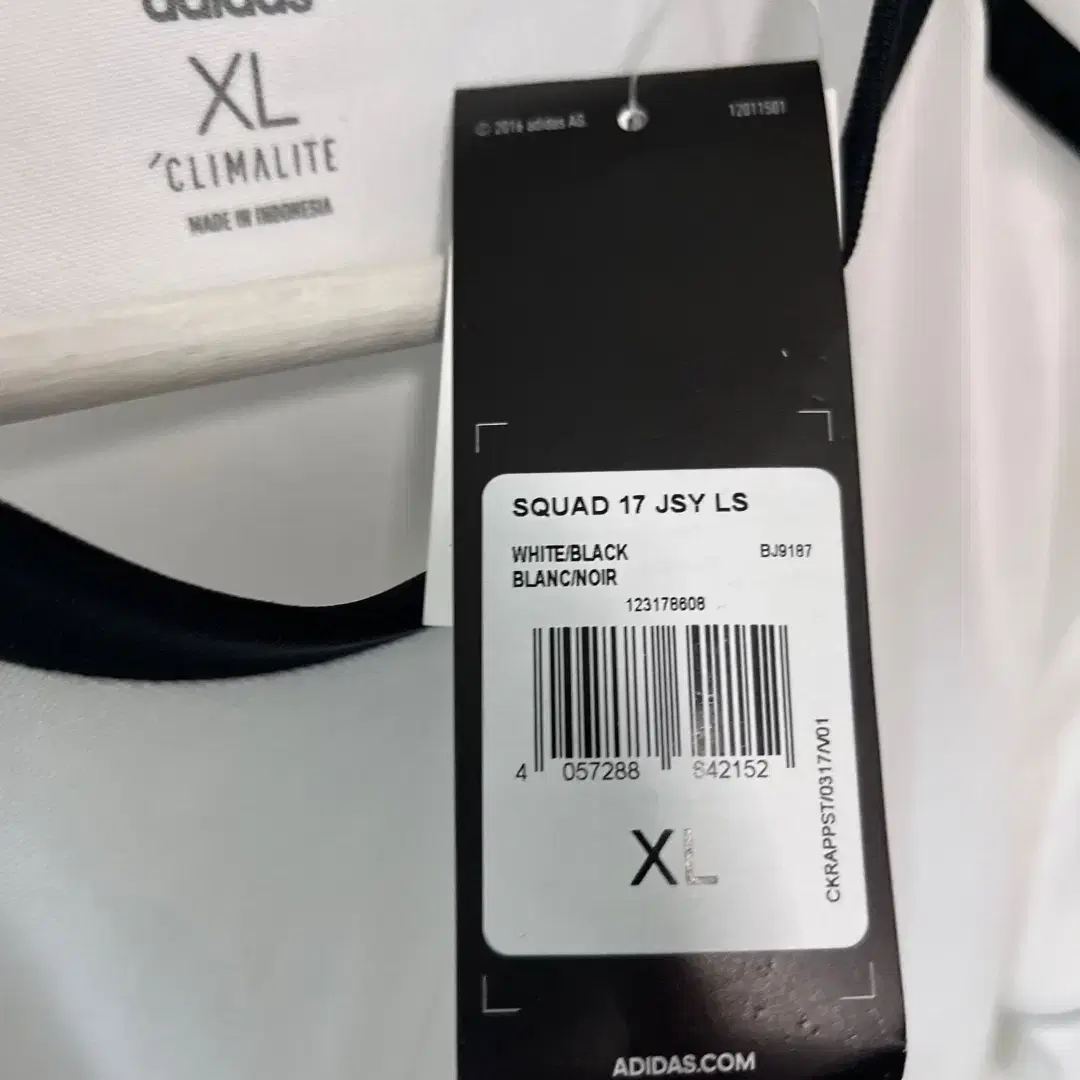 adidas
XL
CLIMALITE
MADE IN INDONESIA
© 2016 adidas AG.
12011501
SQUAD 17 JSY LS
WHITE/BLACK
BJ9187
BLANC/NOIR
123178608
4 057288 842152
XL
CKRAPPST/0317/V01
ADIDAS.COM